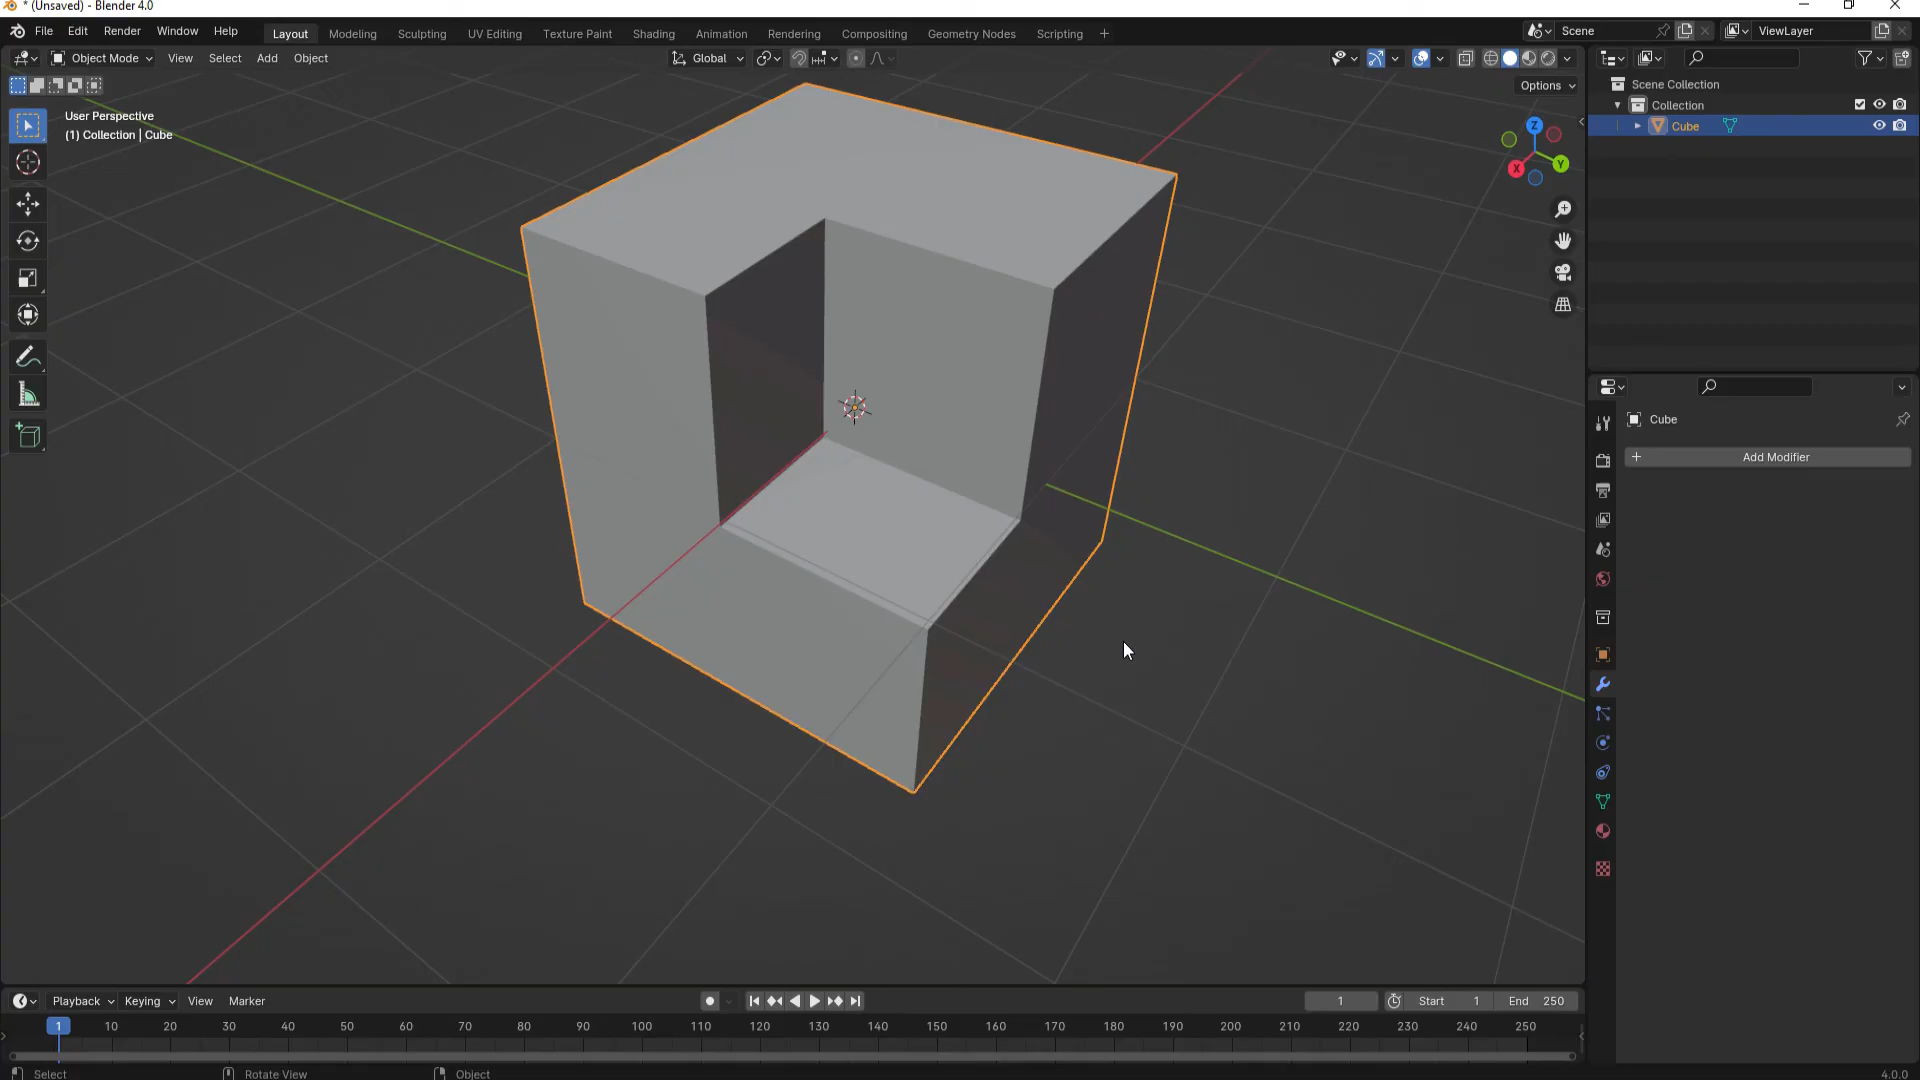 * (Unsaved) - Blender 4.0
File Edit Render Window Help Layout Modeling Sculpting UV Editing Texture Paint Shading Animation Rendering Compositing Geometry Nodes Scripting + Scene ViewLayer
Object Mode View Select Add Object Global
Options
User Perspective
(1) Collection | Cube
Z
Y
X
Scene Collection
Collection
Cube
Cube
+ Add Modifier
Playback Keying View Marker 1 Start 1 End 250
1 10 20 30 40 50 60 70 80 90 100 110 120 130 140 150 160 170 180 190 200 210 220 230 240 250
Select Rotate View Object 4.0.0